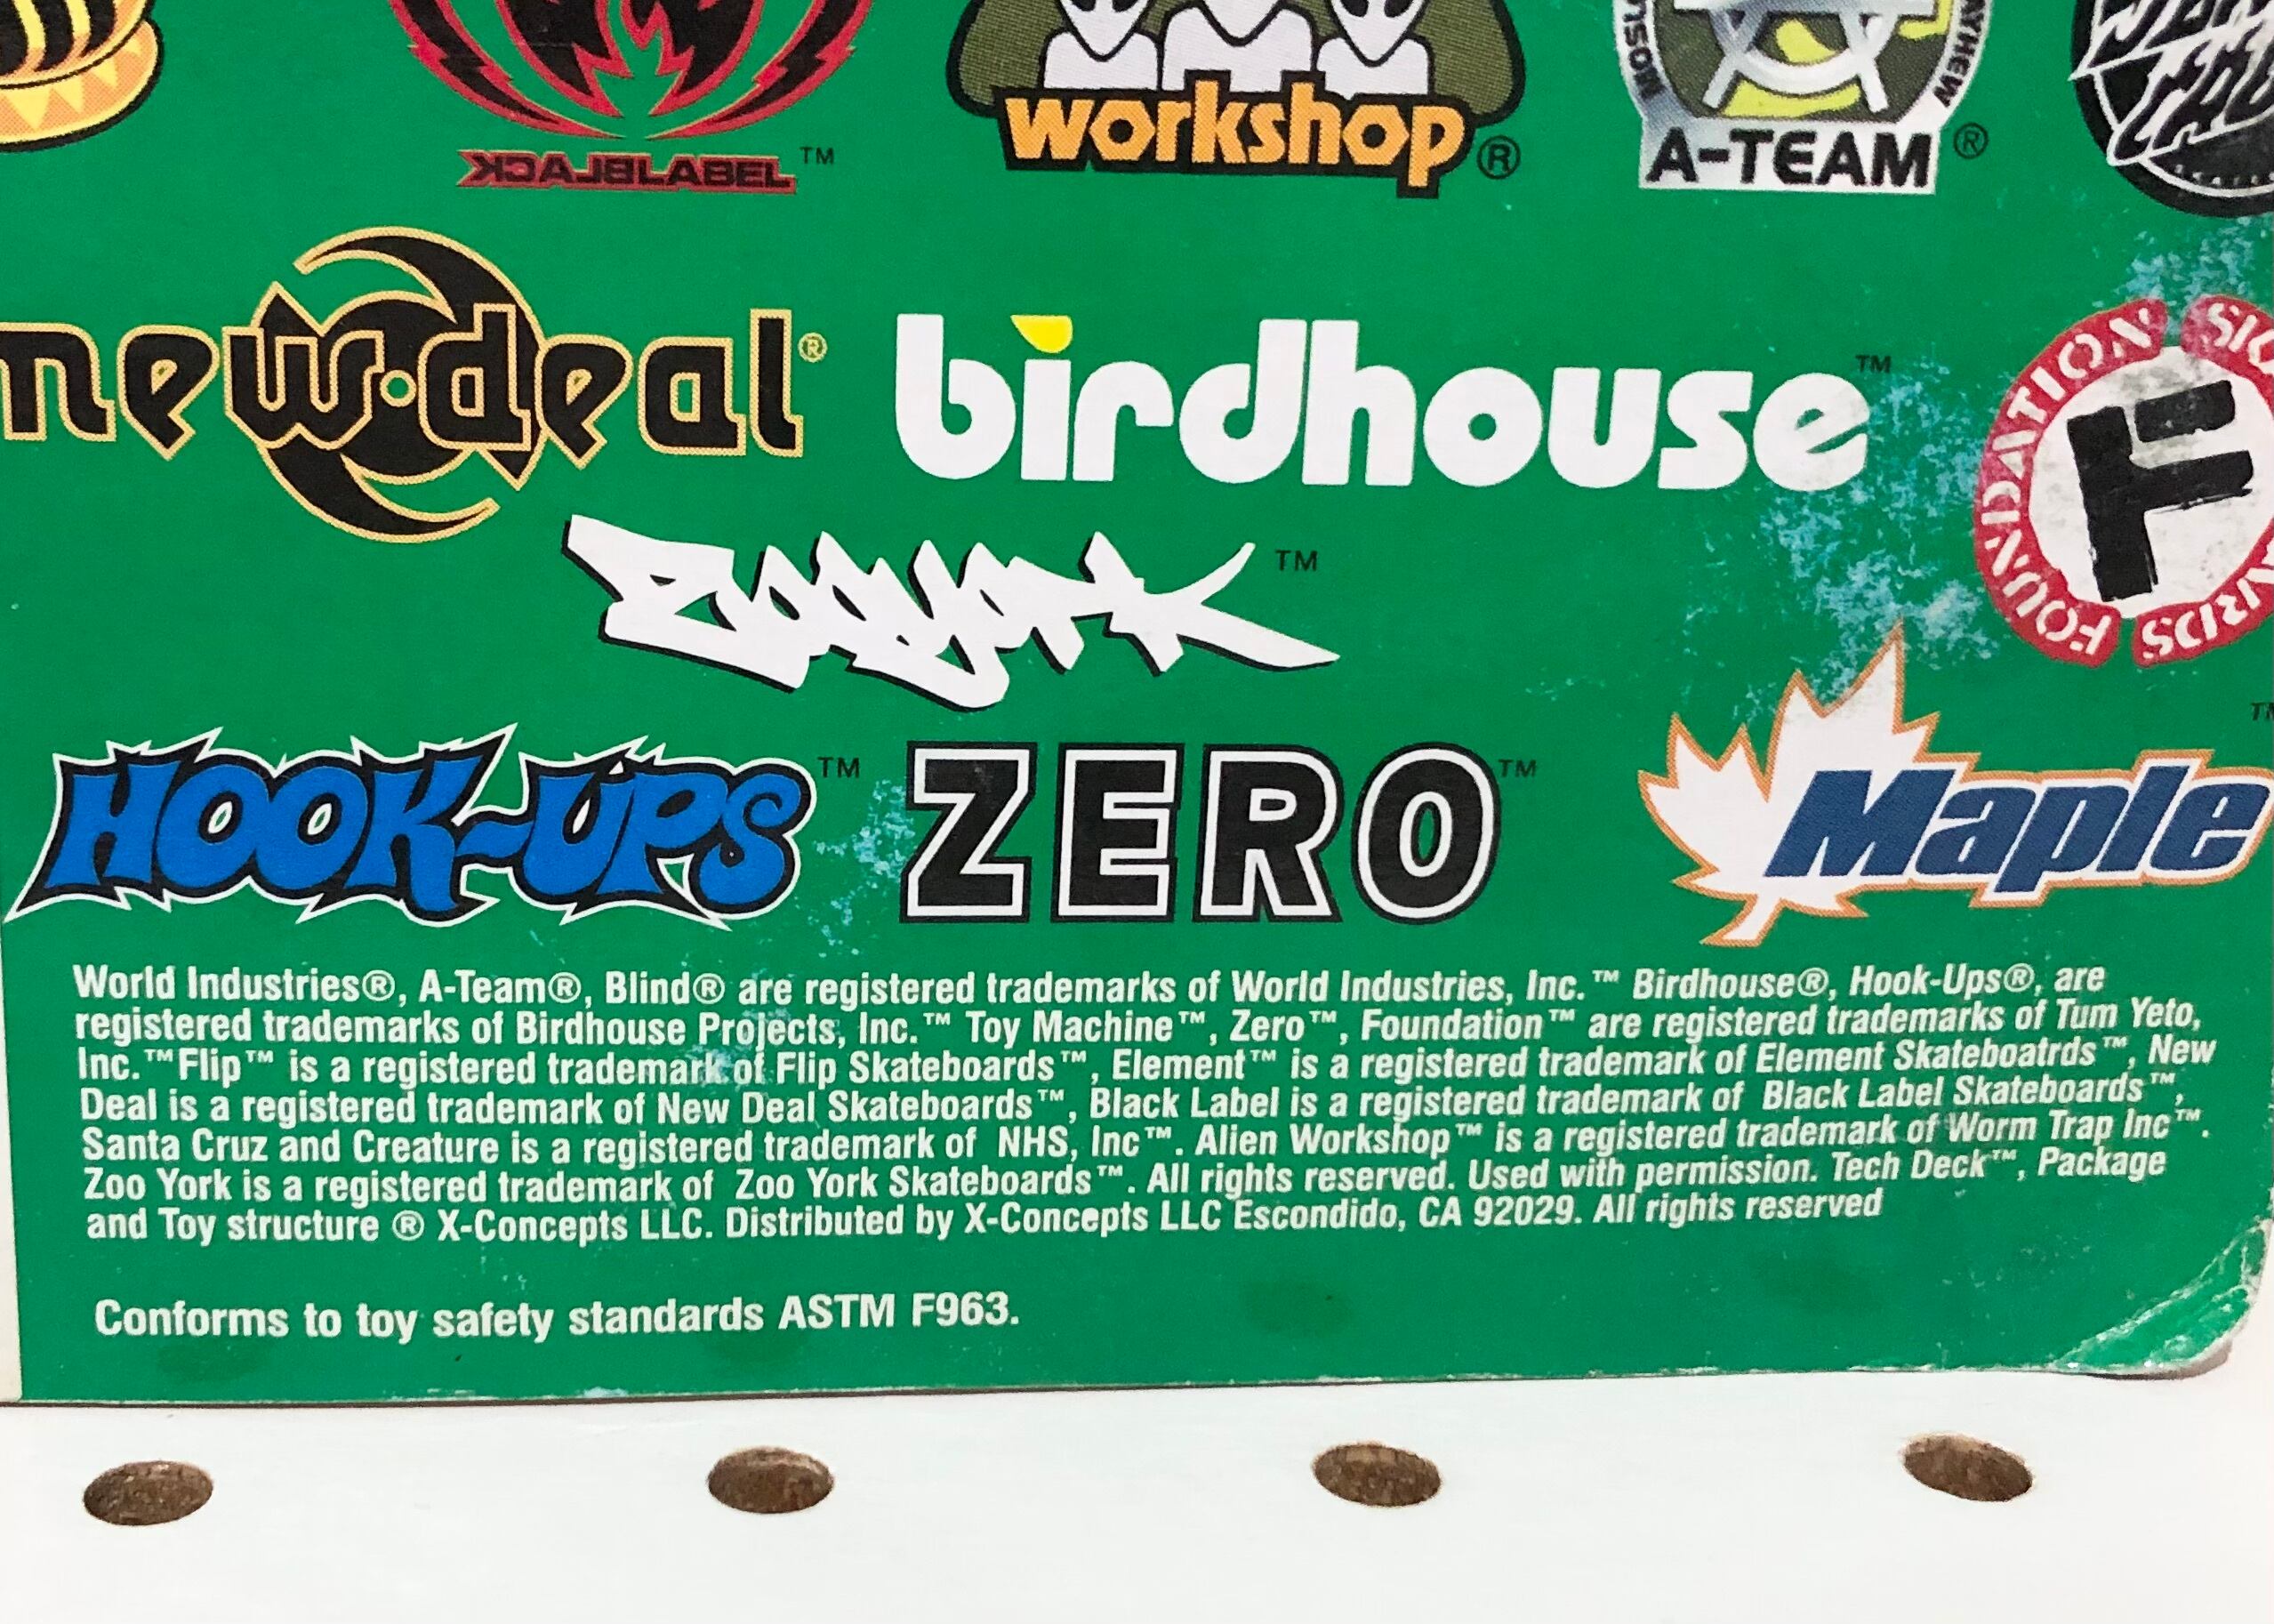 BLACKLABEL™
workshop®
A-TEAM®
new·deal®
birdhouse™
FOUNDATION
F
zooyork™
HOOK-UPS™
ZERO™
Maple
World Industries®, A-Team®, Blind® are registered trademarks of World Industries, Inc.™ Birdhouse®, Hook-Ups®, are
registered trademarks of Birdhouse Projects, Inc.™ Toy Machine™, Zero™, Foundation™ are registered trademarks of Tum Yeto,
Inc.™Flip™ is a registered trademark of Flip Skateboards™, Element™ is a registered trademark of Element Skateboatrds™, New
Deal is a registered trademark of New Deal Skateboards™, Black Label is a registered trademark of Black Label Skateboards™,
Santa Cruz and Creature is a registered trademark of NHS, Inc™. Alien Workshop™ is a registered trademark of Worm Trap Inc™.
Zoo York is a registered trademark of Zoo York Skateboards™. All rights reserved. Used with permission. Tech Deck™, Package
and Toy structure ® X-Concepts LLC. Distributed by X-Concepts LLC Escondido, CA 92029. All rights reserved
Conforms to toy safety standards ASTM F963.